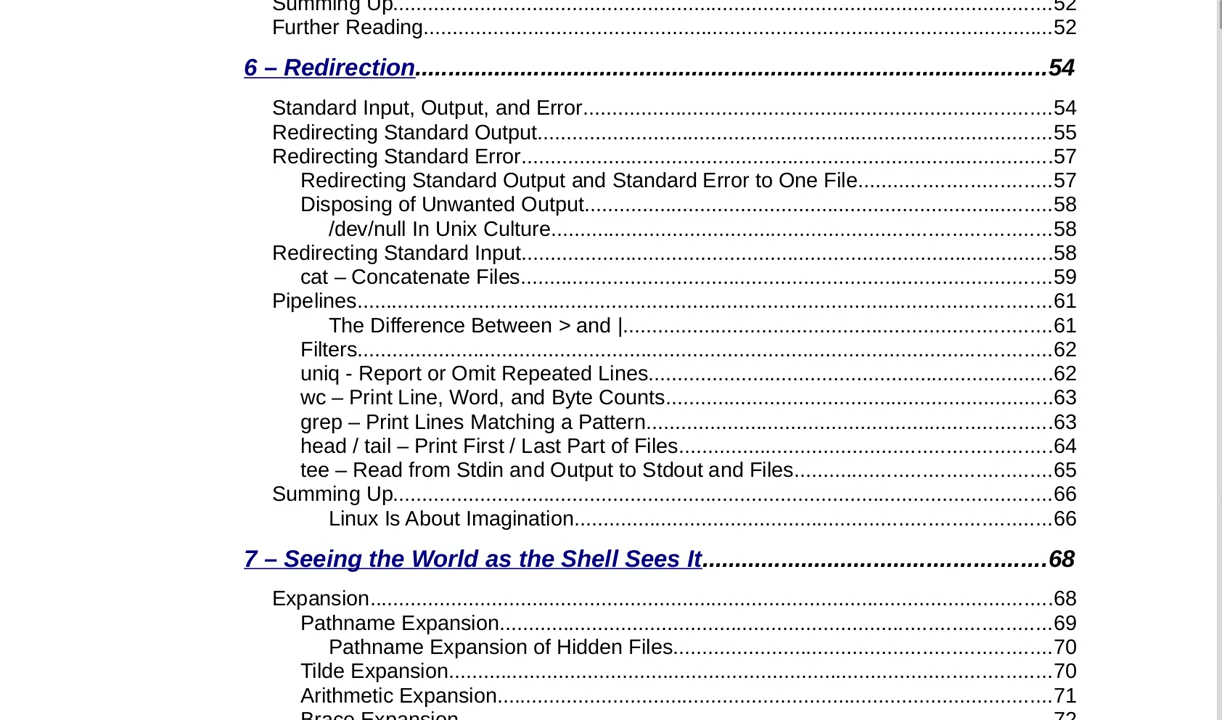 Summing Up....................................................................................................................52
Further Reading..............................................................................................................52
6 – Redirection................................................................................................54
Standard Input, Output, and Error..................................................................................54
Redirecting Standard Output..........................................................................................55
Redirecting Standard Error.............................................................................................57
Redirecting Standard Output and Standard Error to One File..................................57
Disposing of Unwanted Output.................................................................................58
/dev/null In Unix Culture......................................................................................58
Redirecting Standard Input.............................................................................................58
cat – Concatenate Files.............................................................................................59
Pipelines.........................................................................................................................61
The Difference Between > and |...........................................................................61
Filters.........................................................................................................................62
uniq - Report or Omit Repeated Lines......................................................................62
wc – Print Line, Word, and Byte Counts...................................................................63
grep – Print Lines Matching a Pattern.......................................................................63
head / tail – Print First / Last Part of Files.................................................................64
tee – Read from Stdin and Output to Stdout and Files..............................................65
Summing Up...................................................................................................................66
Linux Is About Imagination..................................................................................66
7 – Seeing the World as the Shell Sees It....................................................68
Expansion.......................................................................................................................68
Pathname Expansion.................................................................................................69
Pathname Expansion of Hidden Files..................................................................70
Tilde Expansion.........................................................................................................70
Arithmetic Expansion................................................................................................71
Brace Expansion........................................................................................................72